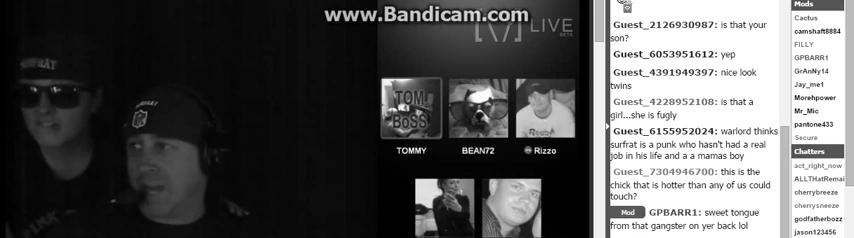 www.Bandicam.com
[\/] LIVE
BETA
TOM
BoSS
TOMMY
BEAN72
Rizzo
Guest_2126930987: is that your
son?
Guest_6053951612: yep
Guest_4391949397: nice look
twins
Guest_4228952108: is that a
girl...she is fugly
Guest_6155952024: warlord thinks
surfrat is a punk who hasn't had a real
job in his life and a a mamas boy
Guest_7304946700: this is the
chick that is hotter than any of us could
touch?
Mod GPBARR1: sweet tongue
from that gangster on yer back lol
Mods
Cactus
camshaft8884
FILLY
GPBARR1
GrAnNy14
Jay_me1
Morehpower
Mr_Mic
pantone433
Secure
Chatters
act_right_now
ALLTHatRemai
cherrybreeze
cherrysneeze
godfatherbozz
jason123456